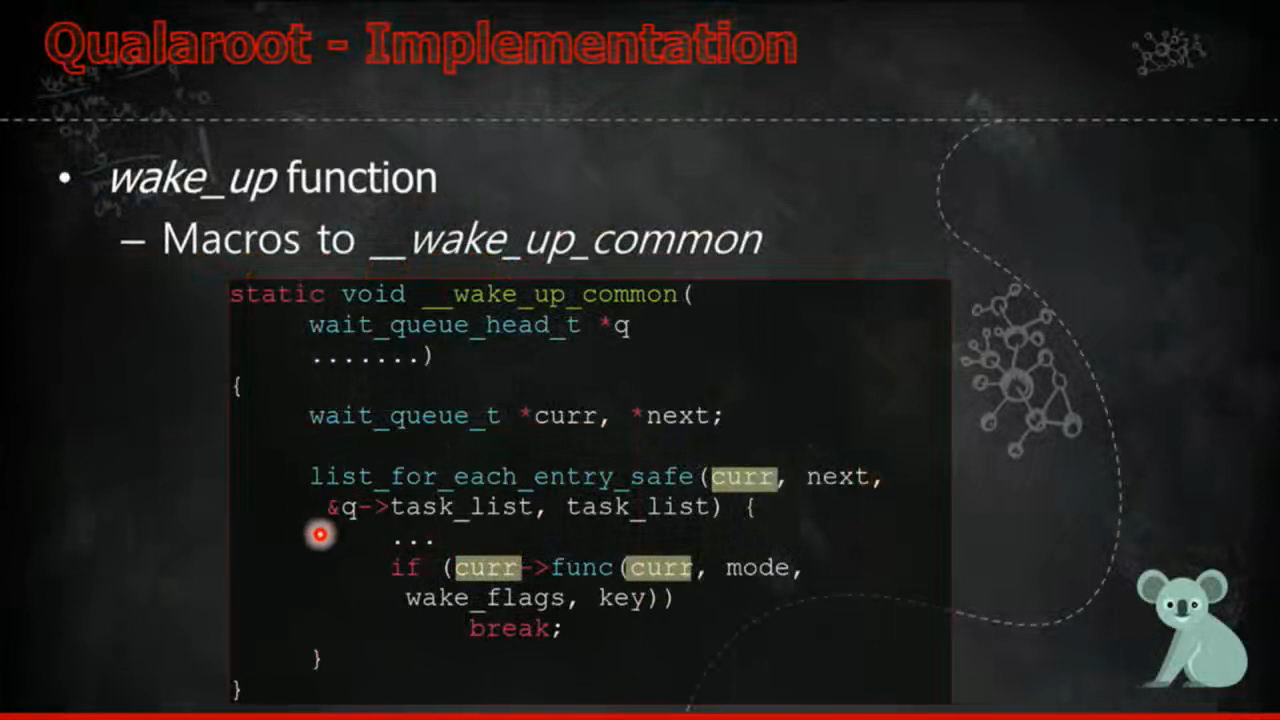 Qualaroot - Implementation
• wake_up function
– Macros to __wake_up_common
static void __wake_up_common(
wait_queue_head_t *q
.......)
{
wait_queue_t *curr, *next;
list_for_each_entry_safe(curr, next,
&q->task_list, task_list) {
...
if (curr->func(curr, mode,
wake_flags, key))
break;
}
}